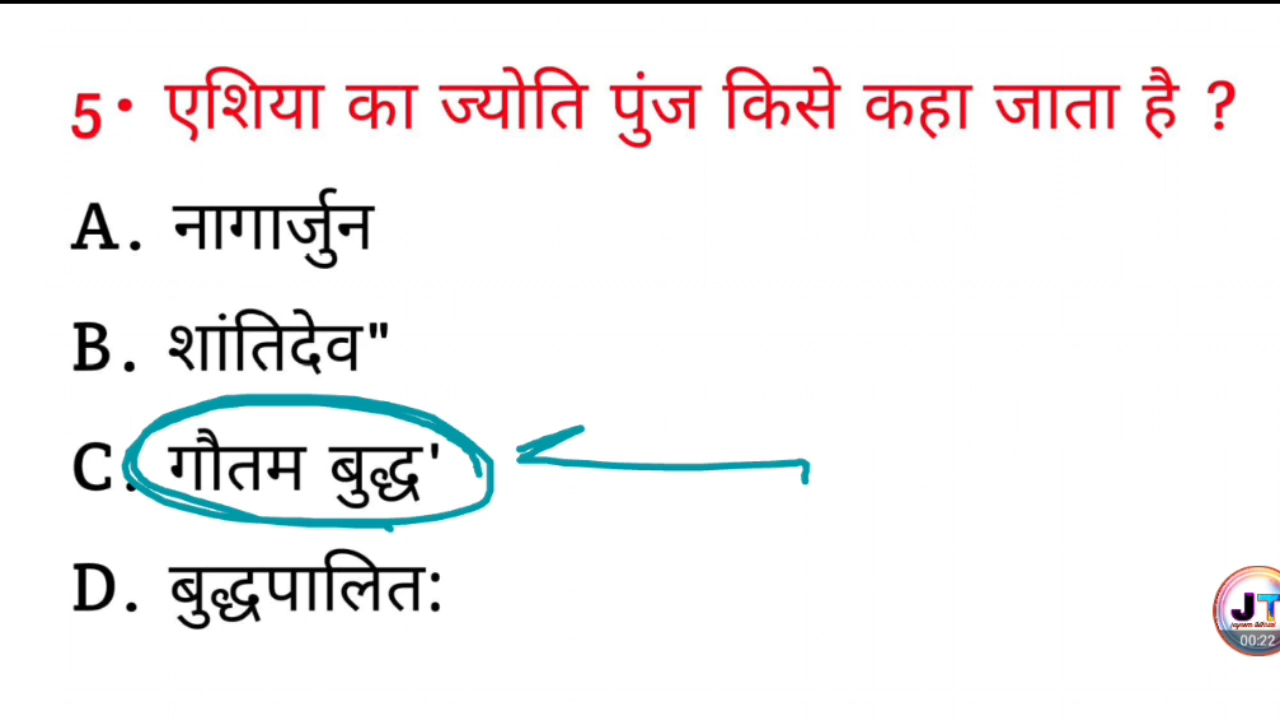 5• एशिया का ज्योति पुंज किसे कहा जाता है ?
A. नागार्जुन
B. शांतिदेव"
C. गौतम बुद्ध'
D. बुद्धपालित:
JT
00:22